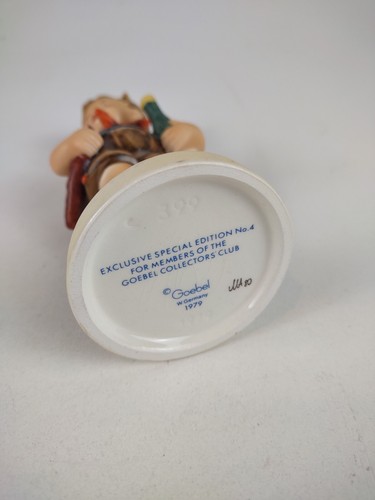 EXCLUSIVE SPECIAL EDITION No.4
FOR MEMBERS OF THE
GOEBEL COLLECTORS' CLUB
© Goebel
W.Germany
1979